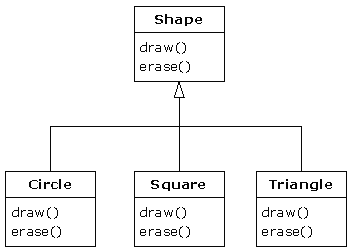 Shape
draw()
erase()
Circle
draw()
erase()
Square
draw()
erase()
Triangle
draw()
erase()